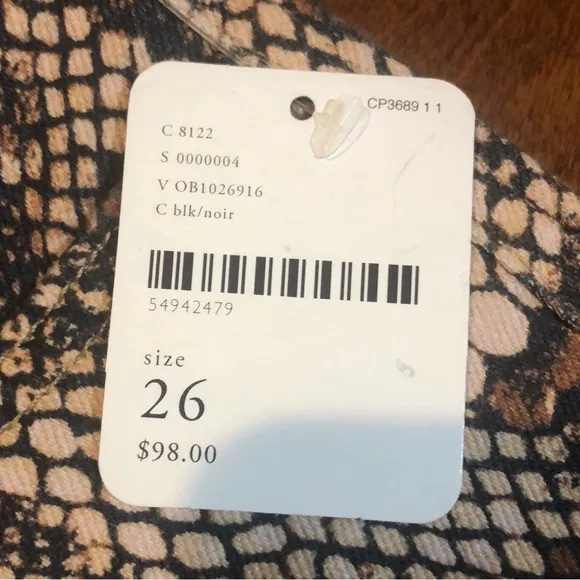 CP3689 1 1
C 8122
S 0000004
V OB1026916
C blk/noir
54942479
size
26
$98.00